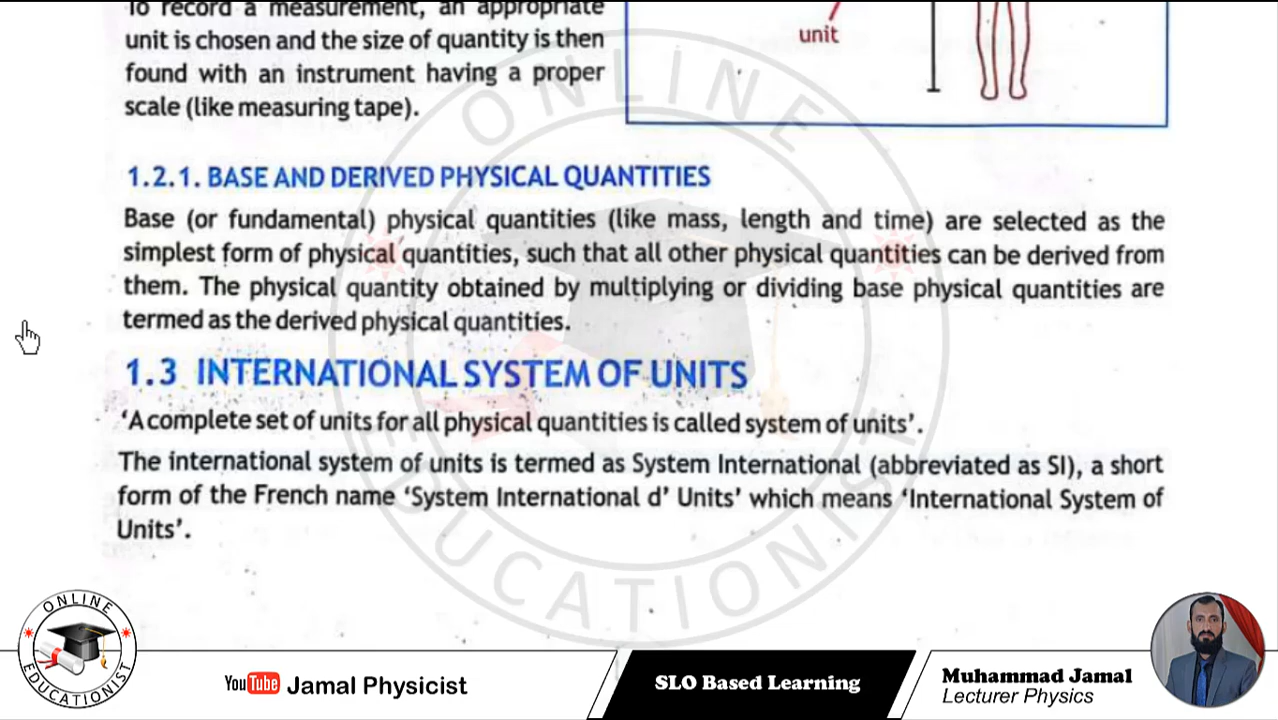 To record a measurement, an appropriate
unit is chosen and the size of quantity is then
found with an instrument having a proper
scale (like measuring tape).
unit
1.2.1. BASE AND DERIVED PHYSICAL QUANTITIES
Base (or fundamental) physical quantities (like mass, length and time) are selected as the
simplest form of physical quantities, such that all other physical quantities can be derived from
them. The physical quantity obtained by multiplying or dividing base physical quantities are
termed as the derived physical quantities.
1.3 INTERNATIONAL SYSTEM OF UNITS
'A complete set of units for all physical quantities is called system of units'.
The international system of units is termed as System International (abbreviated as SI), a short
form of the French name 'System International d' Units' which means 'International System of
Units'.
ONLINE
EDUCATIONIST
ONLINE
EDUCATIONIST
YouTube Jamal Physicist
SLO Based Learning
Muhammad Jamal
Lecturer Physics